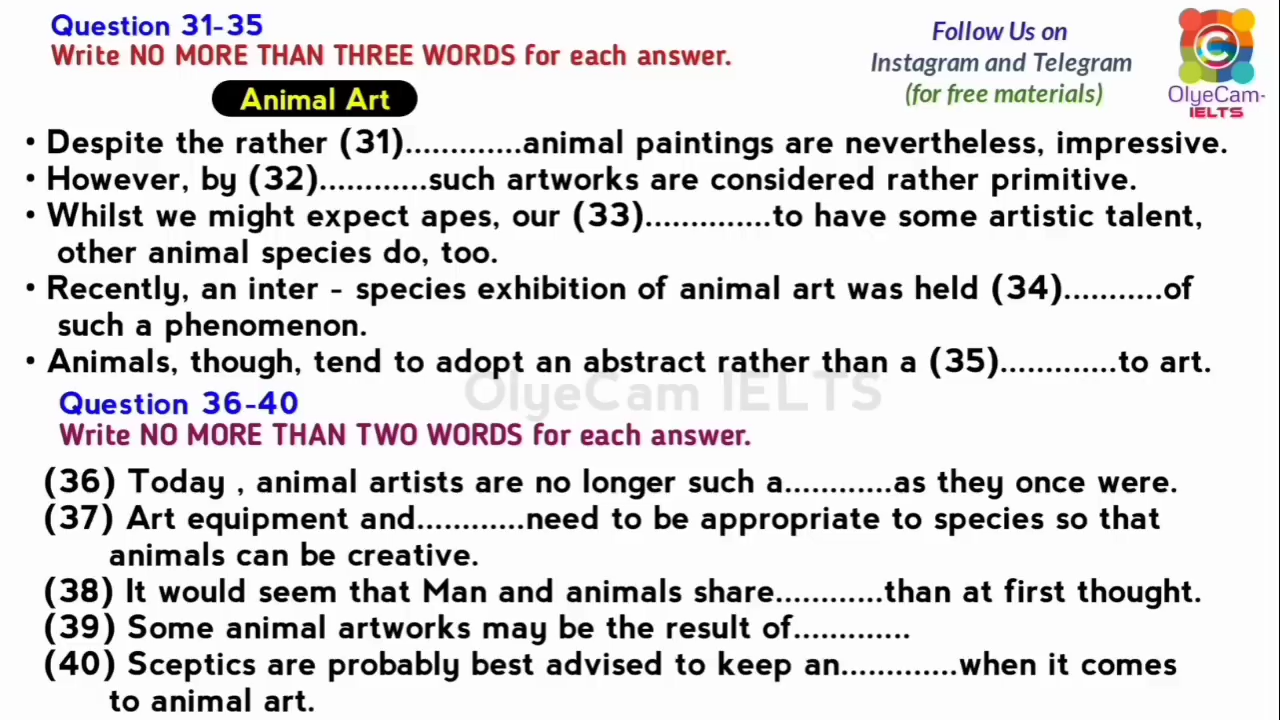 Question 31-35
Write NO MORE THAN THREE WORDS for each answer.
Follow Us on
Instagram and Telegram
(for free materials)
C
OlyeCam-
IELTS
Animal Art
• Despite the rather (31).............animal paintings are nevertheless, impressive.
• However, by (32)............such artworks are considered rather primitive.
• Whilst we might expect apes, our (33)..............to have some artistic talent,
other animal species do, too.
• Recently, an inter - species exhibition of animal art was held (34)...........of
such a phenomenon.
• Animals, though, tend to adopt an abstract rather than a (35).............to art.
OlyeCam IELTS
Question 36-40
Write NO MORE THAN TWO WORDS for each answer.
(36) Today , animal artists are no longer such a............as they once were.
(37) Art equipment and............need to be appropriate to species so that
animals can be creative.
(38) It would seem that Man and animals share............than at first thought.
(39) Some animal artworks may be the result of.............
(40) Sceptics are probably best advised to keep an.............when it comes
to animal art.